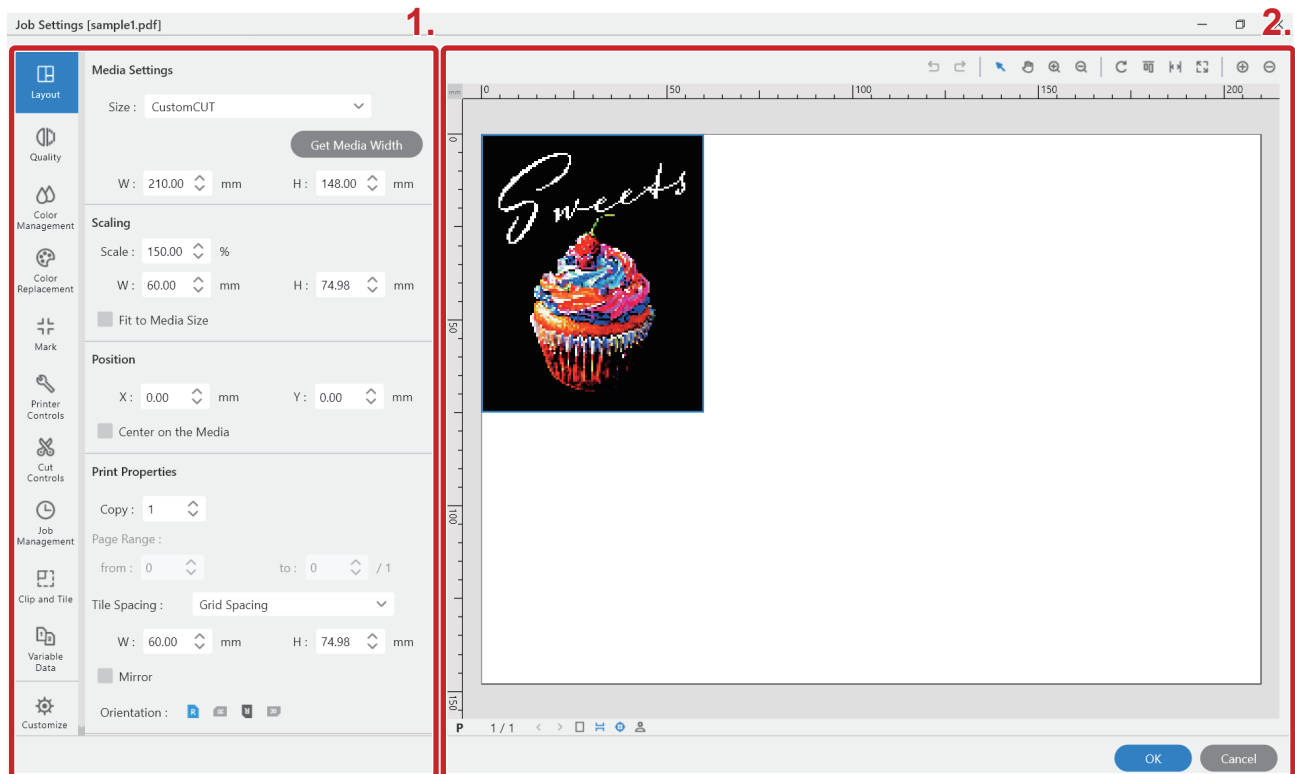 Job Settings [sample1.pdf]
1.
2.
Layout
Quality
Color
Management
Color
Replacement
Mark
Printer
Controls
Cut
Controls
Job
Management
Clip and Tile
Variable
Data
Customize
Media Settings
Size : CustomCUT
Get Media Width
W : 210.00 mm H : 148.00 mm
Scaling
Scale : 150.00 %
W : 60.00 mm H : 74.98 mm
Fit to Media Size
Position
X : 0.00 mm Y : 0.00 mm
Center on the Media
Print Properties
Copy : 1
Page Range :
from : 0 to : 0 / 1
Tile Spacing : Grid Spacing
W : 60.00 mm H : 74.98 mm
Mirror
Orientation : R R R R
mm 0 50 100 150 200
0
50
100
150
Sweets
P 1 / 1
OK Cancel